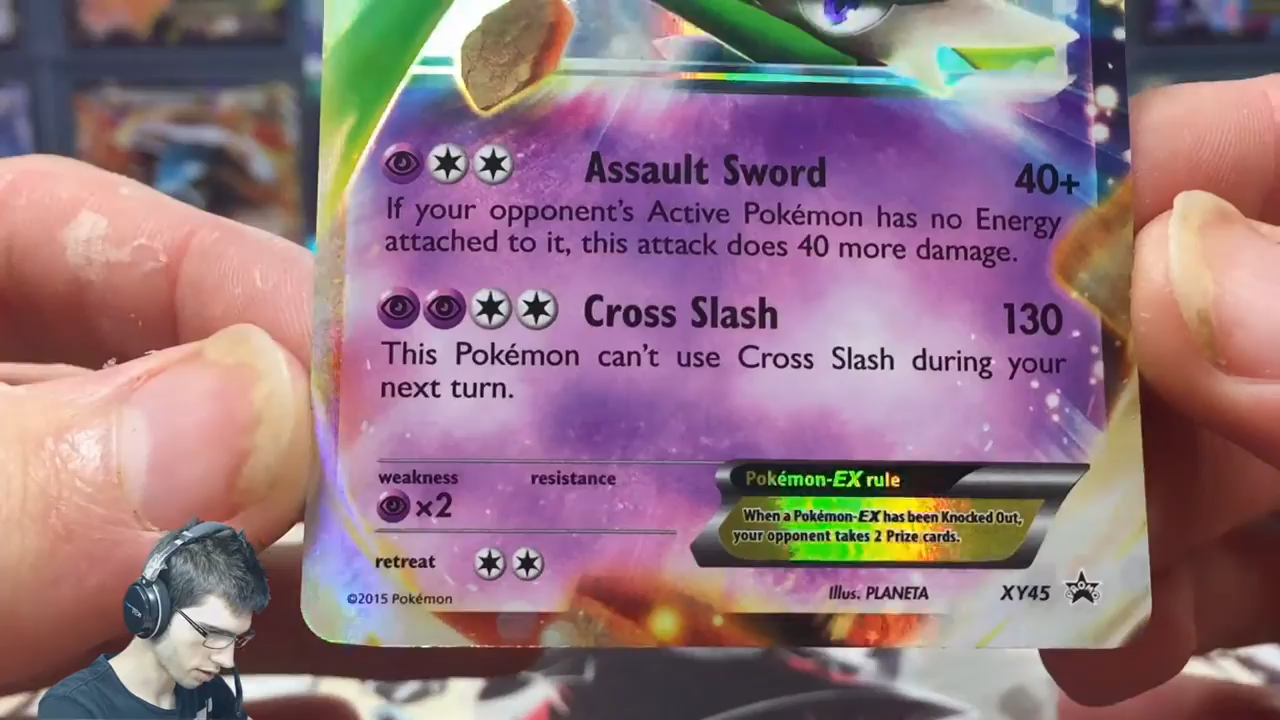 Assault Sword 40+
If your opponent's Active Pokémon has no Energy
attached to it, this attack does 40 more damage.
Cross Slash 130
This Pokémon can't use Cross Slash during your
next turn.
weakness resistance
×2
retreat
Pokémon-EX rule
When a Pokémon-EX has been Knocked Out,
your opponent takes 2 Prize cards.
Illus. PLANETA XY45
©2015 Pokémon